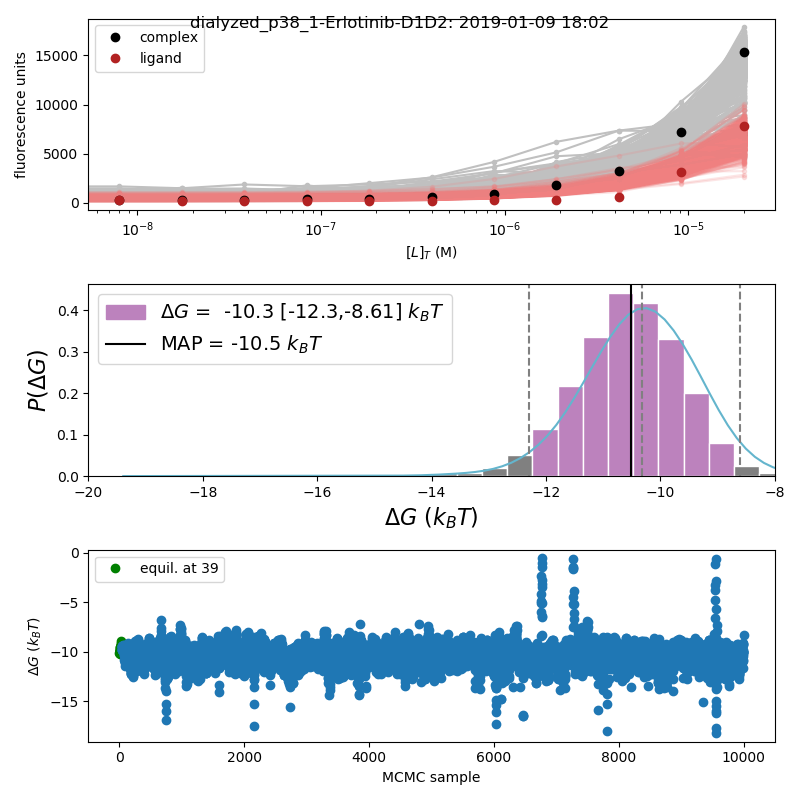 dialyzed_p38_1-Erlotinib-D1D2: 2019-01-09 18:02
complex
ligand
fluorescence units
15000
10000
5000
0
10⁻⁸ 10⁻⁷ 10⁻⁶ 10⁻⁵
[L]_T (M)
ΔG = -10.3 [-12.3,-8.61] k_BT
MAP = -10.5 k_BT
P(ΔG)
0.4
0.3
0.2
0.1
0.0
−20 −18 −16 −14 −12 −10 −8
ΔG (k_BT)
equil. at 39
ΔG (k_BT)
0
−5
−10
−15
0 2000 4000 6000 8000 10000
MCMC sample